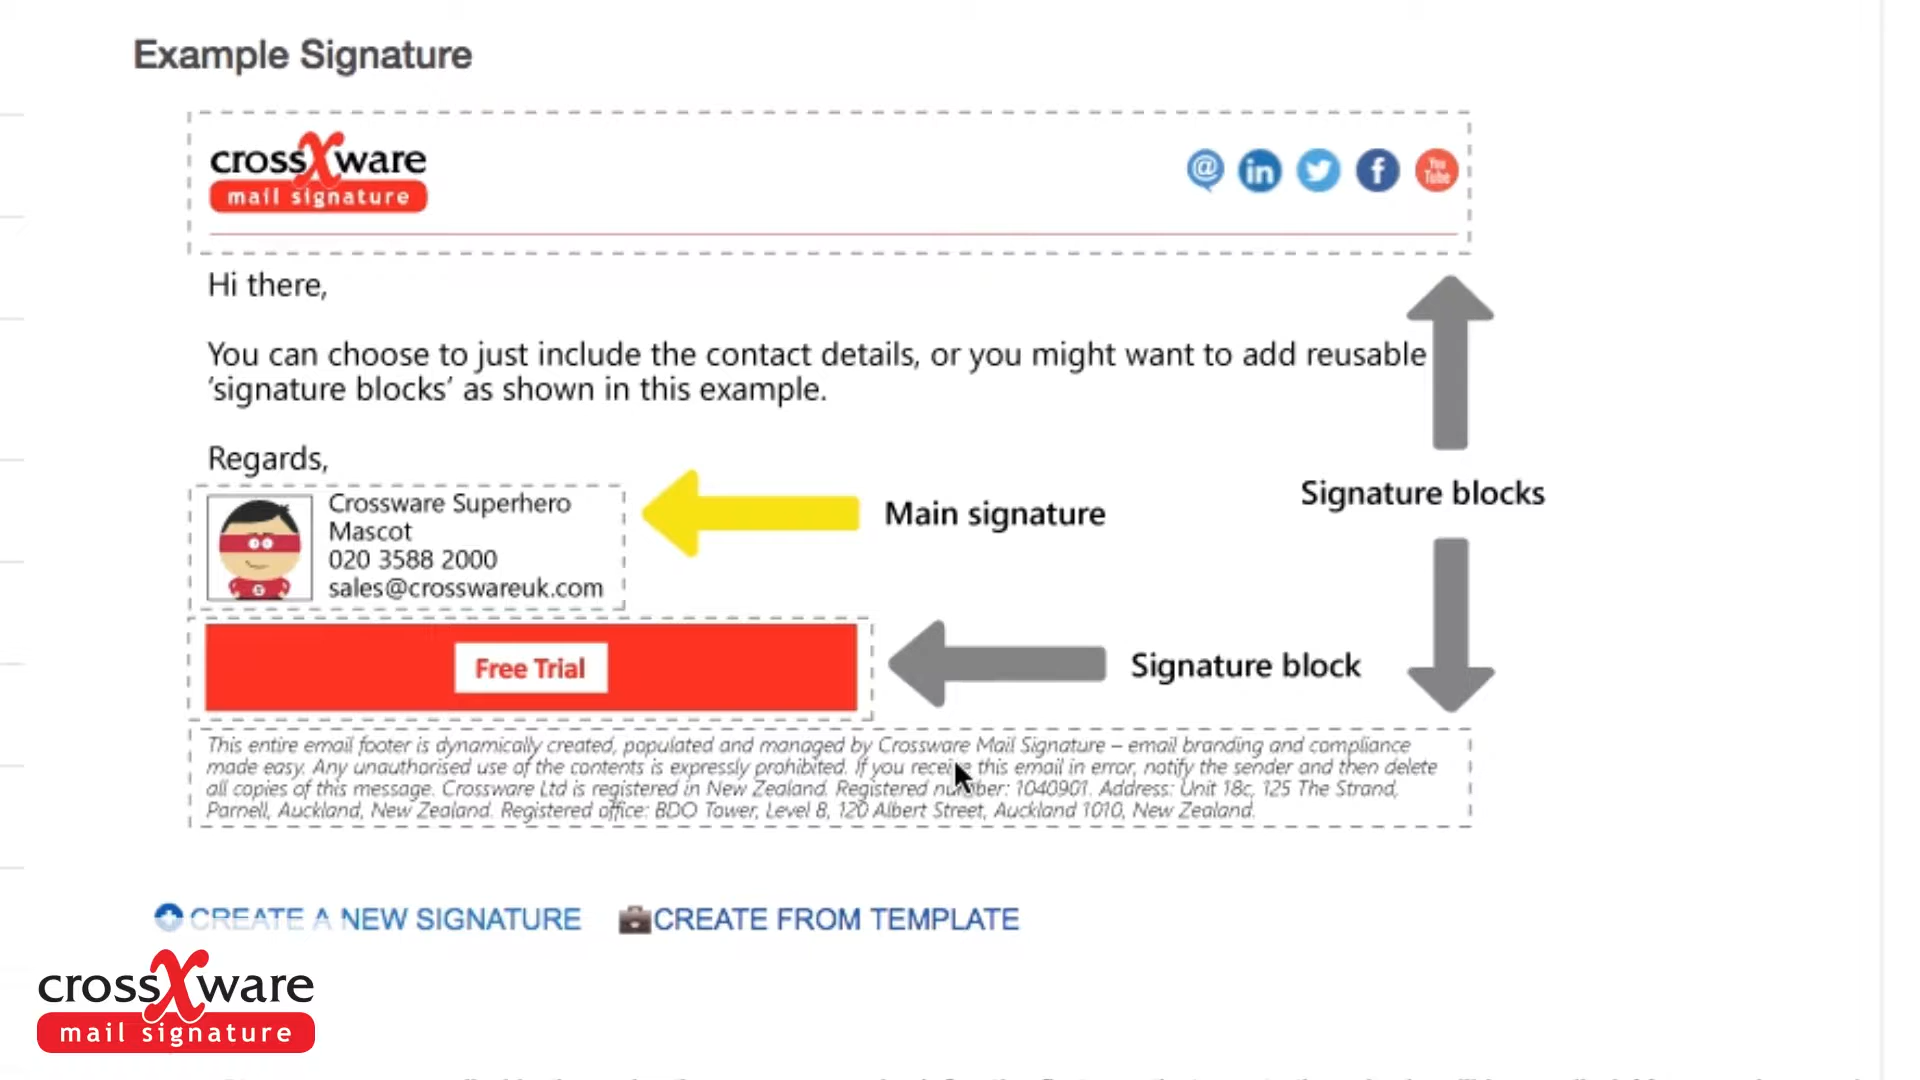 Example Signature
crossXware
mail signature
@ in f You Tube
Hi there,
You can choose to just include the contact details, or you might want to add reusable
‘signature blocks’ as shown in this example.
Regards,
Crossware Superhero
Mascot
020 3588 2000
sales@crosswareuk.com
Main signature
Signature blocks
Free Trial
Signature block
This entire email footer is dynamically created, populated and managed by Crossware Mail Signature – email branding and compliance
made easy. Any unauthorised use of the contents is expressly prohibited. If you receive this email in error, notify the sender and then delete
all copies of this message. Crossware Ltd is registered in New Zealand. Registered number: 1040901. Address: Unit 18c, 125 The Strand,
Parnell, Auckland, New Zealand. Registered office: BDO Tower, Level 8, 120 Albert Street, Auckland 1010, New Zealand.
CREATE A NEW SIGNATURE CREATE FROM TEMPLATE
crossXware
mail signature